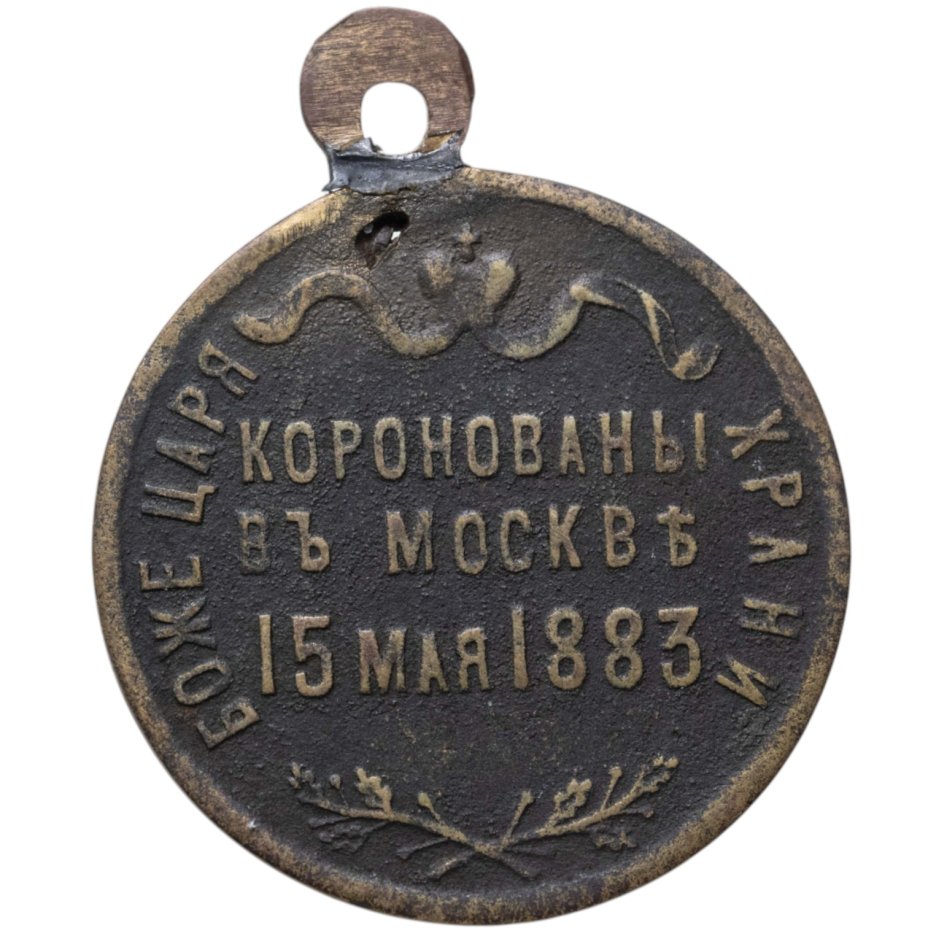 БОЖЕ ЦАРЯ ХРАНИ
КОРОНОВАНЫ
ВЪ МОСКВѢ
15 МАЯ 1883